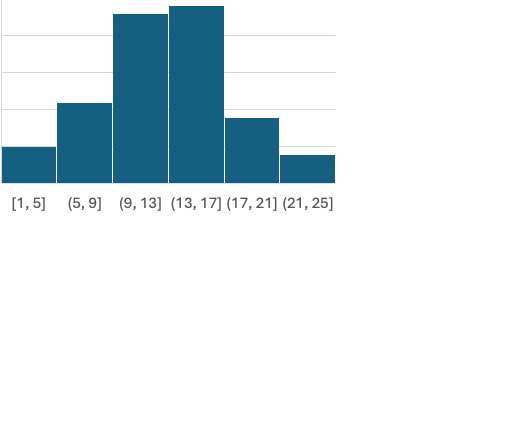 [1, 5] (5, 9] (9, 13] (13, 17] (17, 21] (21, 25]